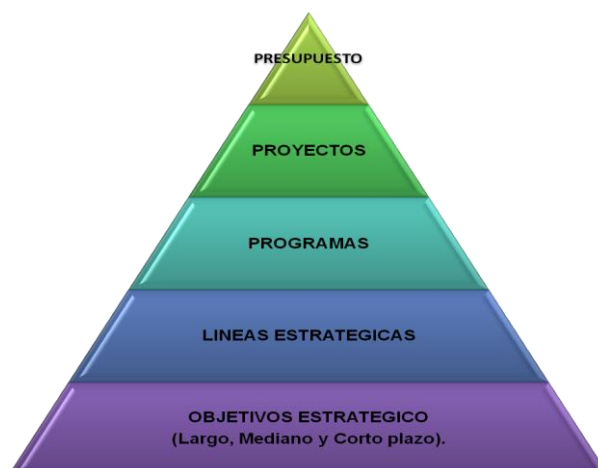 PRESUPUESTO
PROYECTOS
PROGRAMAS
LINEAS ESTRATEGICAS
OBJETIVOS ESTRATEGICO
(Largo, Mediano y Corto plazo).